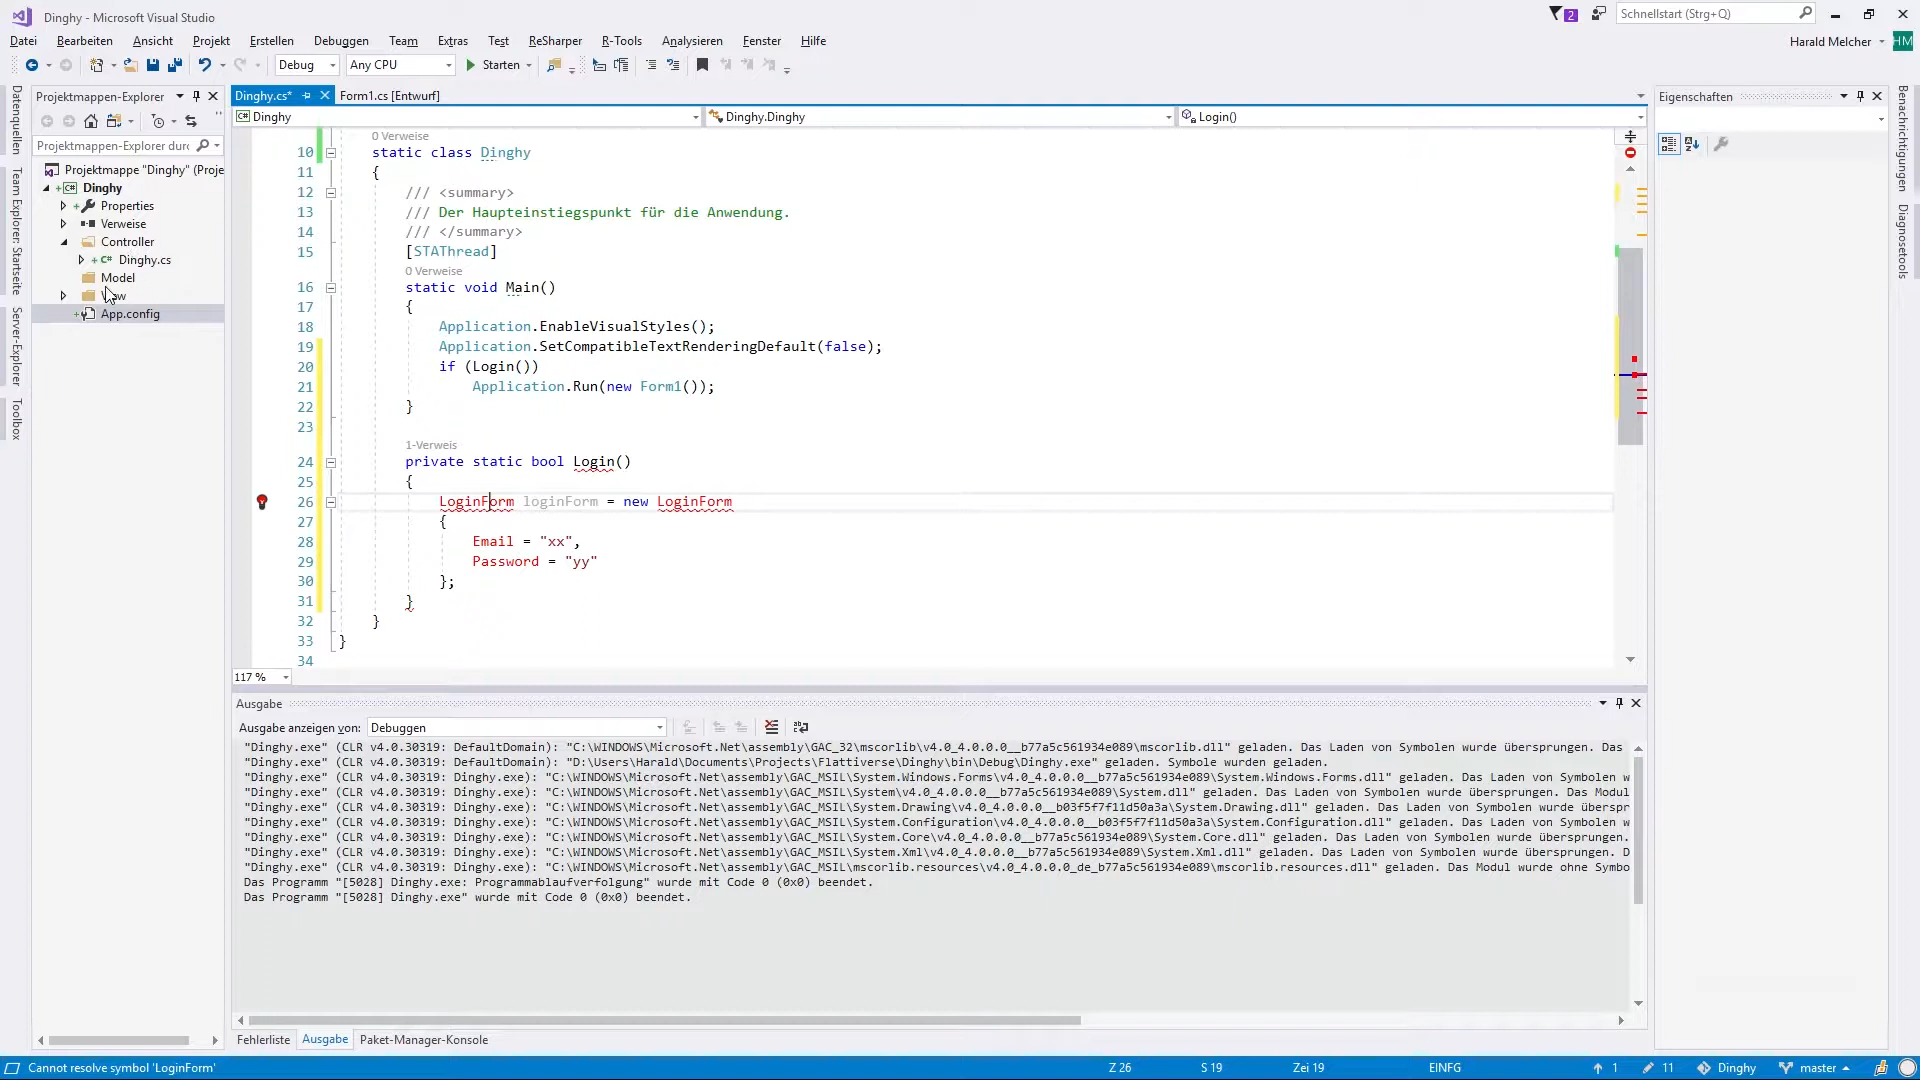 Dinghy - Microsoft Visual Studio
2
Schnellstart (Strg+Q)
Datei Bearbeiten Ansicht Projekt Erstellen Debuggen Team Extras Test ReSharper R-Tools Analysieren Fenster Hilfe
Harald Melcher HM
Debug Any CPU Starten
Datenquellen
Team Explorer: Startseite
Server-Explorer
Toolbox
Projektmappen-Explorer
Projektmappen-Explorer durc
Projektmappe "Dinghy" (Proje
Dinghy
Properties
Verweise
Controller
Dinghy.cs
Model
App.config
Dinghy.cs* Form1.cs [Entwurf]
Dinghy Dinghy.Dinghy Login()
0 Verweise
10 static class Dinghy
11 {
12 /// <summary>
13 /// Der Haupteinstiegspunkt für die Anwendung.
14 /// </summary>
15 [STAThread]
0 Verweise
16 static void Main()
17 {
18 Application.EnableVisualStyles();
19 Application.SetCompatibleTextRenderingDefault(false);
20 if (Login())
21 Application.Run(new Form1());
22 }
23
1-Verweis
24 private static bool Login()
25 {
26 LoginForm loginForm = new LoginForm
27 {
28 Email = "xx",
29 Password = "yy"
30 };
31 }
32 }
33 }
34
117 %
Ausgabe
Ausgabe anzeigen von: Debuggen
"Dinghy.exe" (CLR v4.0.30319: DefaultDomain): "C:\WINDOWS\Microsoft.Net\assembly\GAC_32\mscorlib\v4.0_4.0.0.0__b77a5c561934e089\mscorlib.dll" geladen. Das Laden von Symbolen wurde übersprungen. Das
"Dinghy.exe" (CLR v4.0.30319: DefaultDomain): "D:\Users\Harald\Documents\Projects\Flattiverse\Dinghy\bin\Debug\Dinghy.exe" geladen. Symbole wurden geladen.
"Dinghy.exe" (CLR v4.0.30319: Dinghy.exe): "C:\WINDOWS\Microsoft.Net\assembly\GAC_MSIL\System.Windows.Forms\v4.0_4.0.0.0__b77a5c561934e089\System.Windows.Forms.dll" geladen. Das Laden von Symbolen w
"Dinghy.exe" (CLR v4.0.30319: Dinghy.exe): "C:\WINDOWS\Microsoft.Net\assembly\GAC_MSIL\System\v4.0_4.0.0.0__b77a5c561934e089\System.dll" geladen. Das Laden von Symbolen wurde übersprungen. Das Modul
"Dinghy.exe" (CLR v4.0.30319: Dinghy.exe): "C:\WINDOWS\Microsoft.Net\assembly\GAC_MSIL\System.Drawing\v4.0_4.0.0.0__b03f5f7f11d50a3a\System.Drawing.dll" geladen. Das Laden von Symbolen wurde überspr
"Dinghy.exe" (CLR v4.0.30319: Dinghy.exe): "C:\WINDOWS\Microsoft.Net\assembly\GAC_MSIL\System.Configuration\v4.0_4.0.0.0__b03f5f7f11d50a3a\System.Configuration.dll" geladen. Das Laden von Symbolen wu
"Dinghy.exe" (CLR v4.0.30319: Dinghy.exe): "C:\WINDOWS\Microsoft.Net\assembly\GAC_MSIL\System.Core\v4.0_4.0.0.0__b77a5c561934e089\System.Core.dll" geladen. Das Laden von Symbolen wurde übersprungen.
"Dinghy.exe" (CLR v4.0.30319: Dinghy.exe): "C:\WINDOWS\Microsoft.Net\assembly\GAC_MSIL\System.Xml\v4.0_4.0.0.0__b77a5c561934e089\System.Xml.dll" geladen. Das Laden von Symbolen wurde übersprungen. D
"Dinghy.exe" (CLR v4.0.30319: Dinghy.exe): "C:\WINDOWS\Microsoft.Net\assembly\GAC_MSIL\mscorlib.resources\v4.0_4.0.0.0_de_b77a5c561934e089\mscorlib.resources.dll" geladen. Das Modul wurde ohne Symbo
Das Programm "[5028] Dinghy.exe: Programmablaufverfolgung" wurde mit Code 0 (0x0) beendet.
Das Programm "[5028] Dinghy.exe" wurde mit Code 0 (0x0) beendet.
Fehlerliste Ausgabe Paket-Manager-Konsole
Eigenschaften
Benachrichtigungen
Diagnosetools
Cannot resolve symbol 'LoginForm' Z 26 S 19 Zei 19 EINFG 1 11 Dinghy master